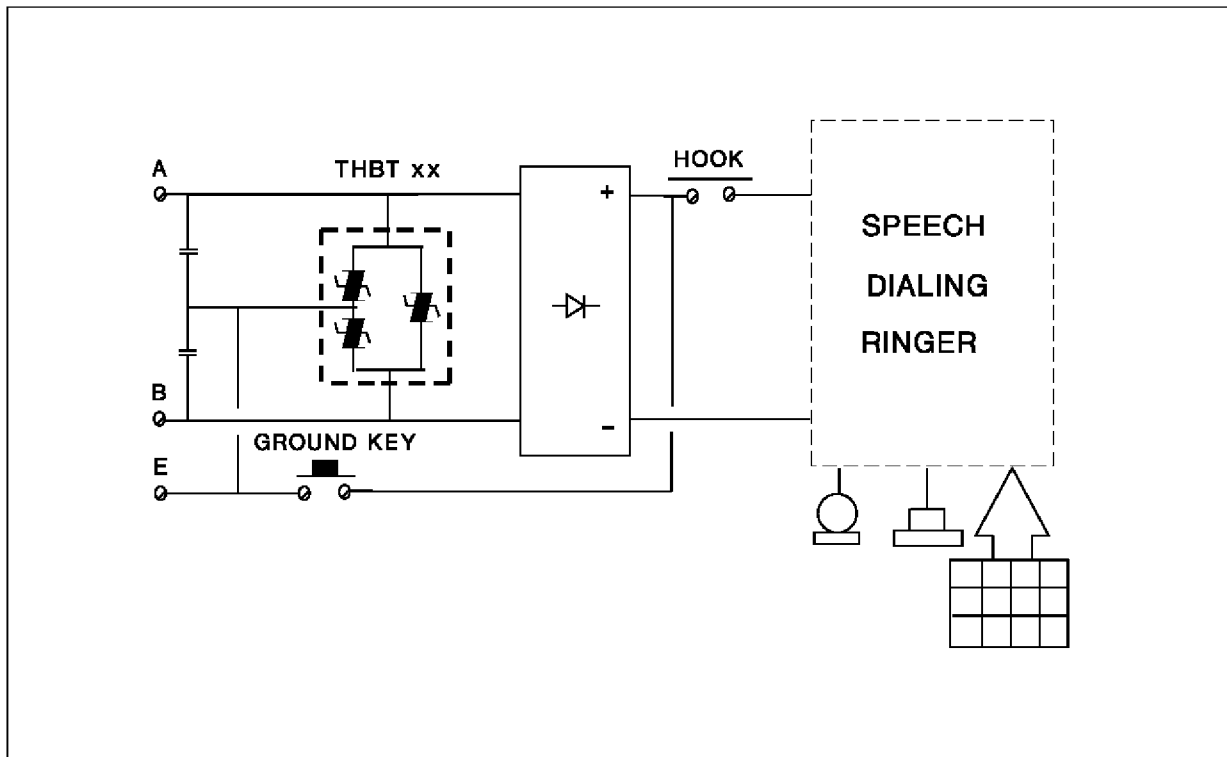 A
THBT xx
HOOK
+
SPEECH
DIALING
RINGER
B
-
GROUND KEY
E